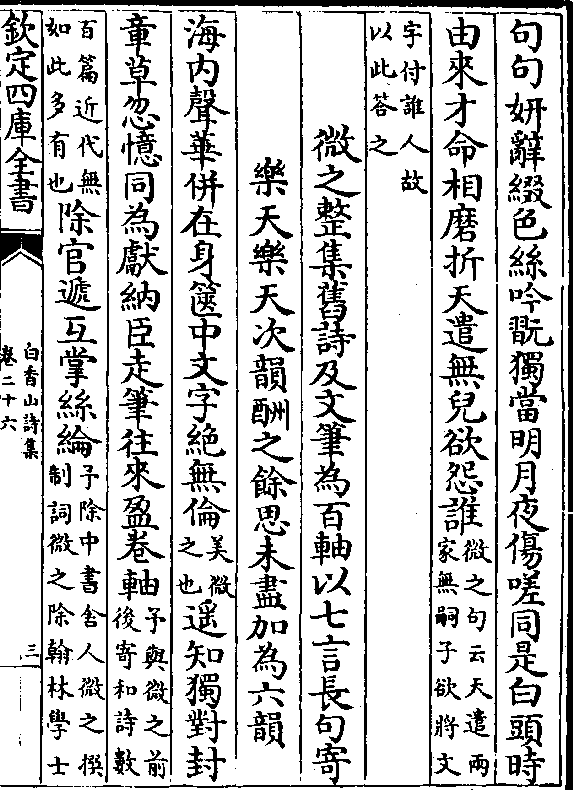 句句妍辭綴色絲吟翫獨當明月夜傷嗟同是白頭時
由來才命相磨折天遣無兒欲怨誰微之句云天遣兩家無嗣子欲將文
字付誰人故以此答之
微之整集舊詩及文筆為百軸以七言長句寄
樂天樂天次韻酬之餘思未盡加為六韻
海内聲華併在身篋中文字絶無倫美微之也遥知獨對封
章草忽憶同為獻納臣走筆往來盈卷軸予與微之前後寄和詩數
百篇近代無如此多有也除官遞互掌絲綸予除中書舍人微之撰制詞微之除翰林學士
欽定四庫全書
白香山詩集
卷二十六
三